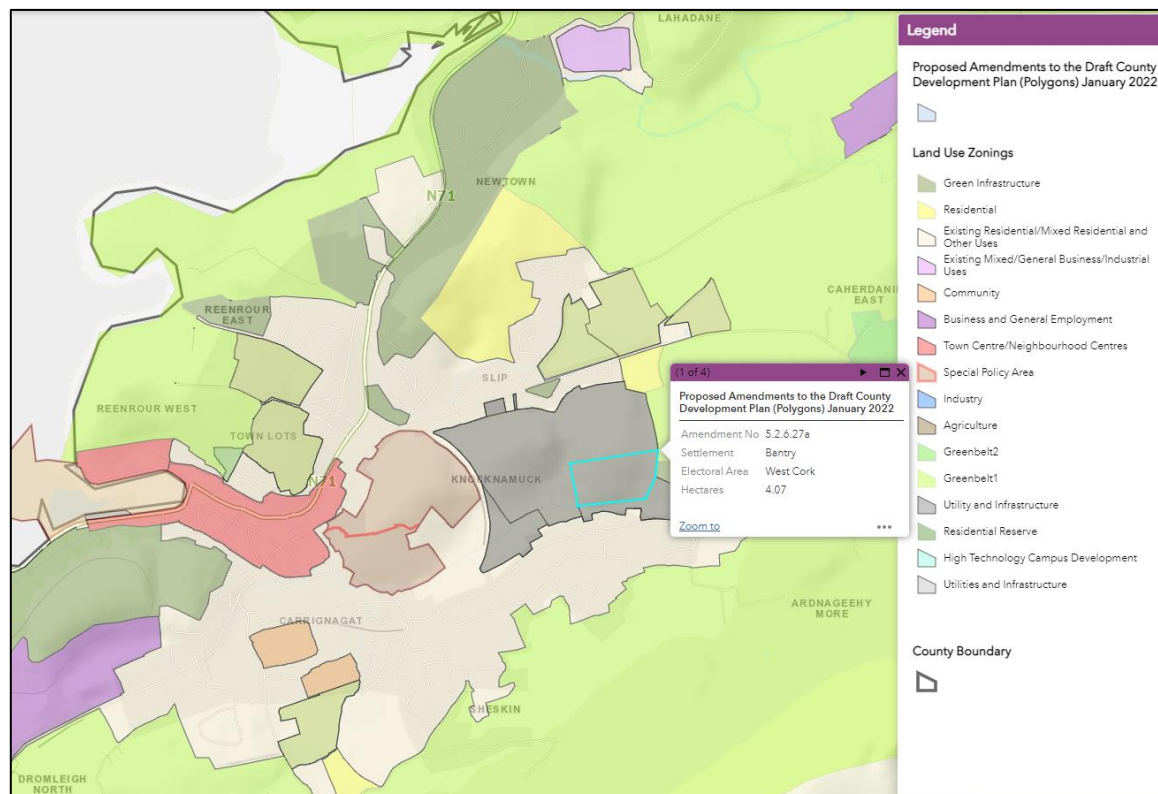 LAHADANE
NEWTOWN
N71
REENROUR
EAST
CAHERDANI
EAST
SLIP
REENROUR WEST
TOWN LOTS
N71
KNOCKNAMUCK
ARDNAGEEHY
MORE
CARRIGNAGAT
SHESKIN
DROMLEIGH
NORTH
(1 of 4)
Proposed Amendments to the Draft County
Development Plan (Polygons) January 2022
Amendment No 5.2.6.27a
Settlement Bantry
Electoral Area West Cork
Hectares 4.07
Zoom to
Legend
Proposed Amendments to the Draft County
Development Plan (Polygons) January 2022
Land Use Zonings
Green Infrastructure
Residential
Existing Residential/Mixed Residential and
Other Uses
Existing Mixed/General Business/Industrial
Uses
Community
Business and General Employment
Town Centre/Neighbourhood Centres
Special Policy Area
Industry
Agriculture
Greenbelt2
Greenbelt1
Utility and Infrastructure
Residential Reserve
High Technology Campus Development
Utilities and Infrastructure
County Boundary